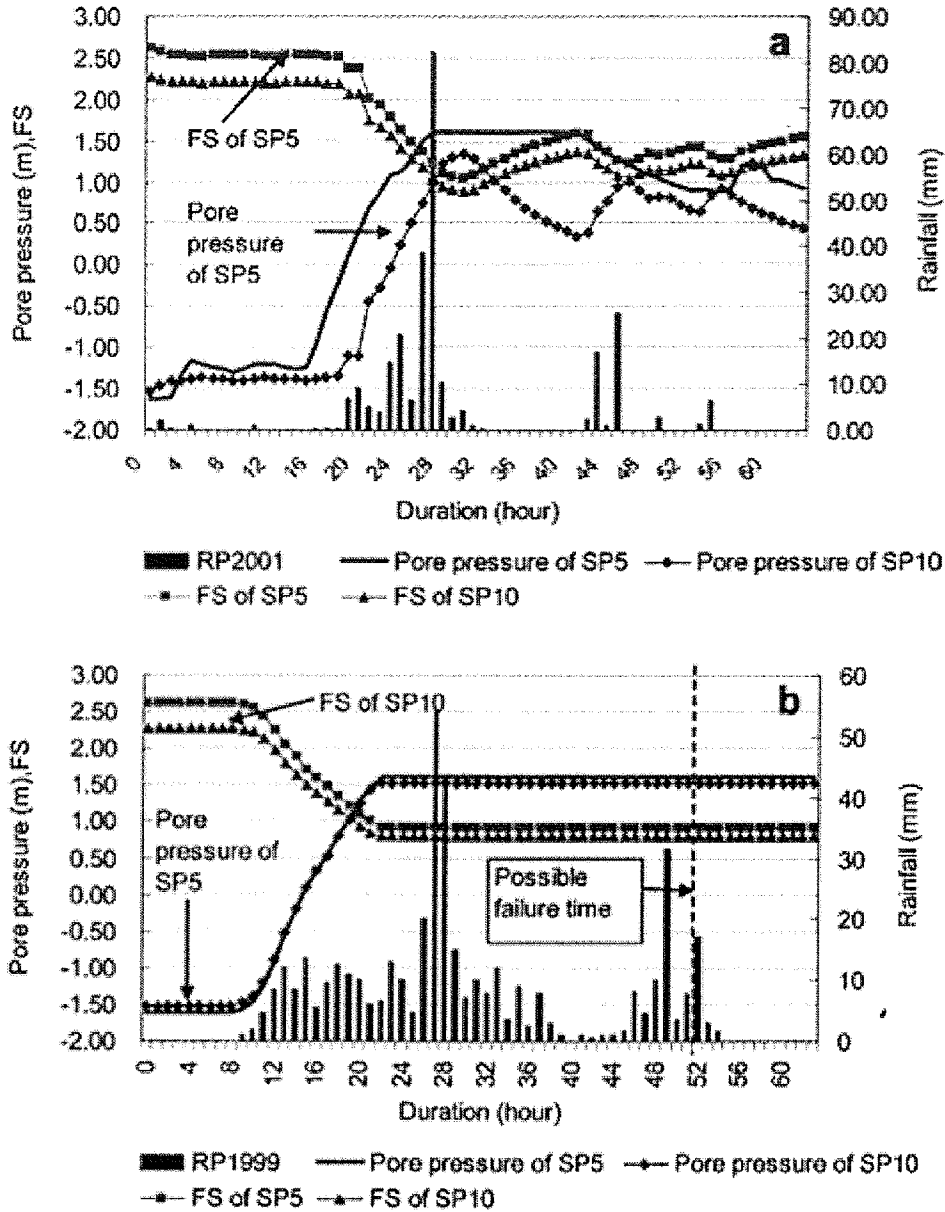 a
Pore pressure (m),FS
3.00
2.50
2.00
1.50
1.00
0.50
0.00
-0.50
-1.00
-1.50
-2.00
90.00
80.00
70.00
60.00
50.00
40.00
30.00
20.00
10.00
0.00
Rainfall (mm)
FS of SP5
Pore
pressure
of SP5
0 4 8 12 16 20 24 28 32 36 40 44 48 52 56 60
Duration (hour)
RP2001 Pore pressure of SP5 Pore pressure of SP10
FS of SP5 FS of SP10
b
Pore pressure (m),FS
3.00
2.50
2.00
1.50
1.00
0.50
0.00
-0.50
-1.00
-1.50
-2.00
60
50
40
30
20
10
0
Rainfall (mm)
FS of SP10
Pore
pressure of
SP5
Possible
failure time
0 4 8 12 16 20 24 28 32 36 40 44 48 52 56 60
Duration (hour)
RP1999 Pore pressure of SP5 Pore pressure of SP10
FS of SP5 FS of SP10